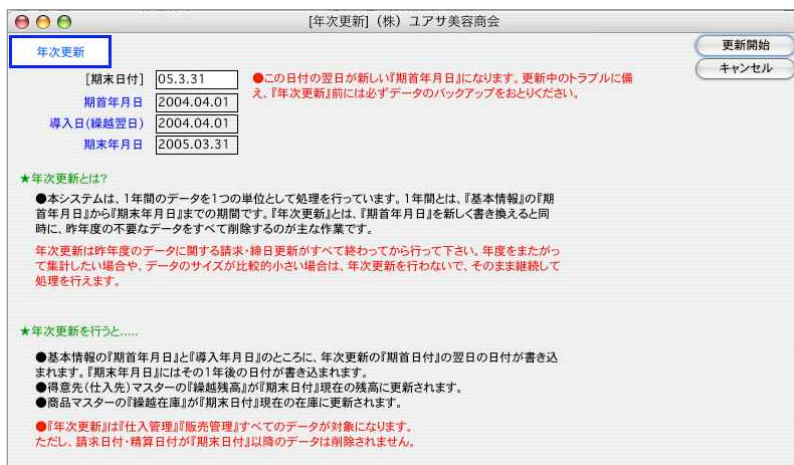 [年次更新] (株) ユアサ美容商会
年次更新
更新開始
キャンセル
[期末日付] 05.3.31
期首年月日 2004.04.01
導入日(繰越翌日) 2004.04.01
期末年月日 2005.03.31
●この日付の翌日が新しい『期首年月日』になります。更新中のトラブルに備
え、『年次更新』前には必ずデータのバックアップをおとりください。
★年次更新とは?
●本システムは、1年間のデータを1つの単位として処理を行っています。1年間とは、『基本情報』の『期
首年月日』から『期末年月日』までの期間です。『年次更新』とは、『期首年月日』を新しく書き換えると同
時に、昨年度の不要なデータをすべて削除するのが主な作業です。
年次更新は昨年度のデータに関する請求・締日更新がすべて終わってから行って下さい。年度をまたがっ
て集計したい場合や、データのサイズが比較的小さい場合は、年次更新を行わないで、そのまま継続して
処理を行えます。
★年次更新を行うと.....
●基本情報の『期首年月日』と『導入年月日』のところに、年次更新の『期首日付』の翌日の日付が書き込
まれます。『期末年月日』にはその1年後の日付が書き込まれます。
●得意先(仕入先)マスターの『繰越残高』が『期末日付』現在の残高に更新されます。
●商品マスターの『繰越在庫』が『期末日付』現在の在庫に更新されます。
●『年次更新』は『仕入管理』『販売管理』すべてのデータが対象になります。
ただし、請求日付・精算日付が『期末日付』以降のデータは削除されません。